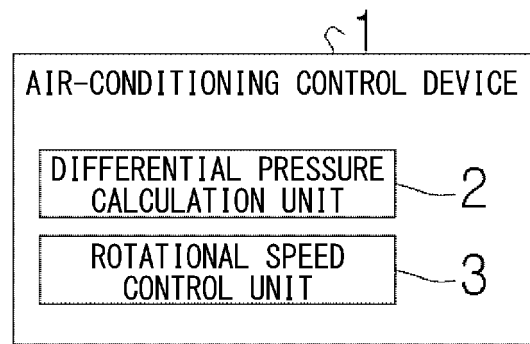 1
AIR-CONDITIONING CONTROL DEVICE
DIFFERENTIAL PRESSURE
CALCULATION UNIT
2
ROTATIONAL SPEED
CONTROL UNIT
3